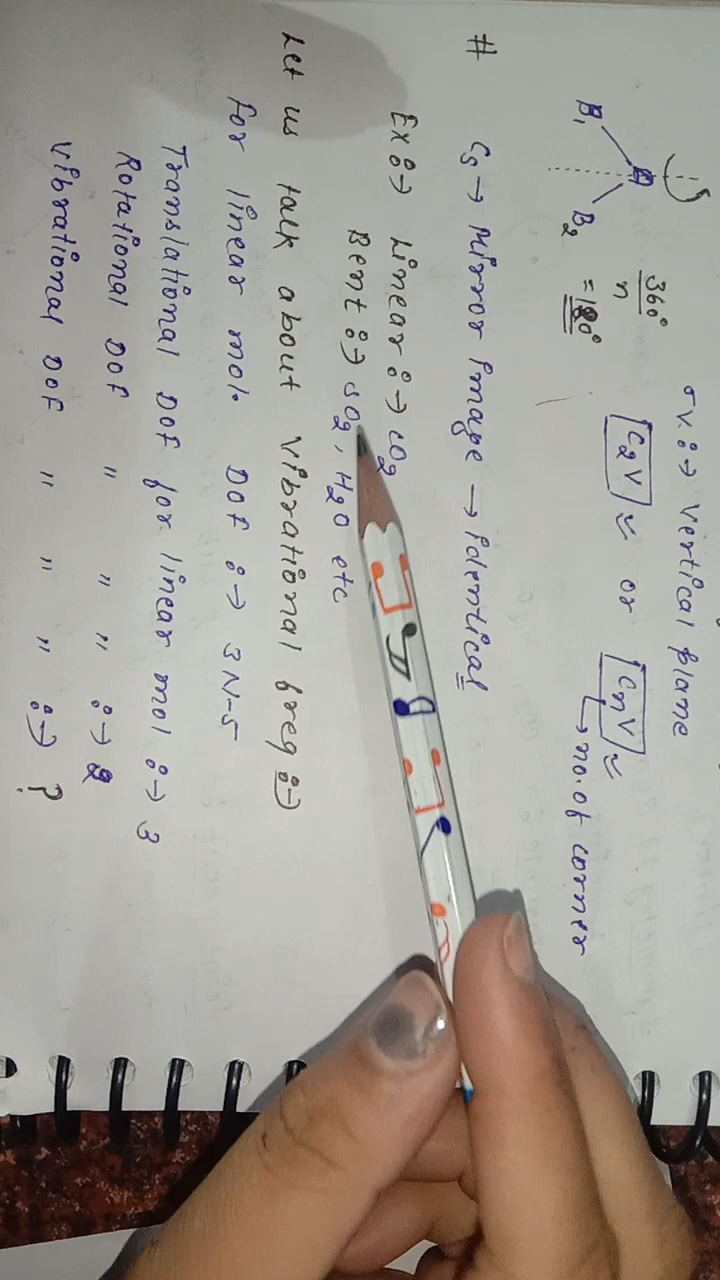 σv :→ vertical plane
[C2V] or [CnV]
→ no. of corner
360°
n
= 180°
B1 B2
# Cs → Mirror Image → identical
Ex :→ Linear :→ CO2
Bent :→ SO2, H2O etc
Let us talk about vibrational freq :→
for linear mol. DOF :→ 3N-5
Translational DOF for linear mol :→ 3
Rotational DOF " " " :→ 2
Vibrational DOF " " " :→ ?